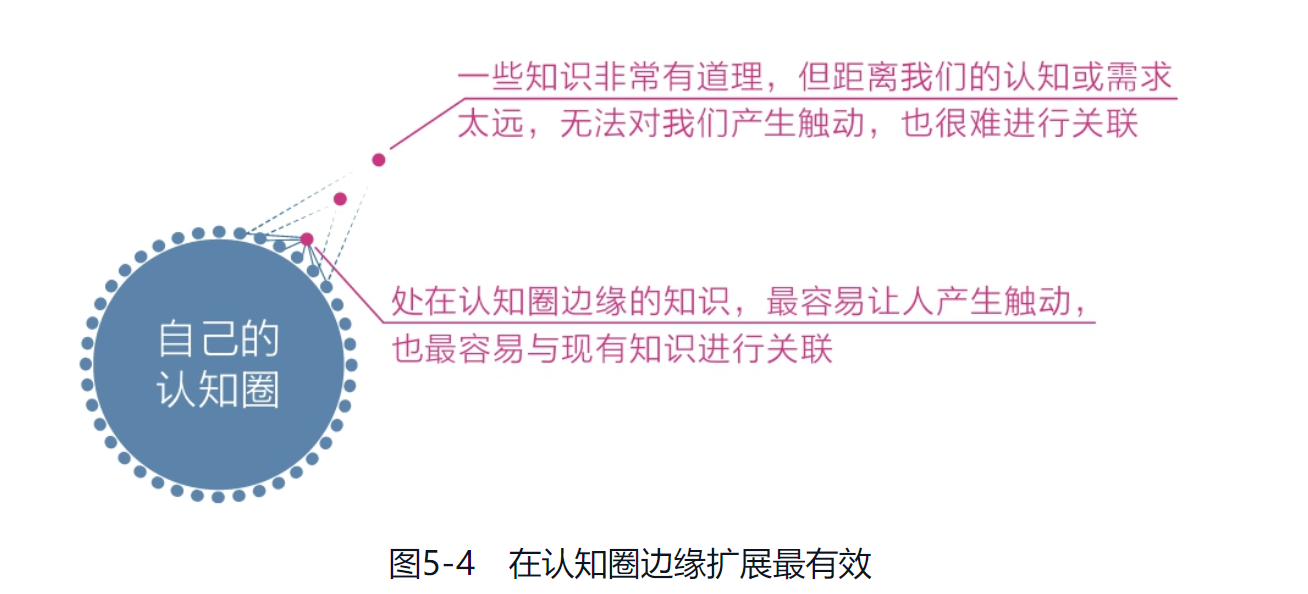 一些知识非常有道理，但距离我们的认知或需求
太远，无法对我们产生触动，也很难进行关联
处在认知圈边缘的知识，最容易让人产生触动，
也最容易与现有知识进行关联
自己的
认知圈
图5-4 在认知圈边缘扩展最有效